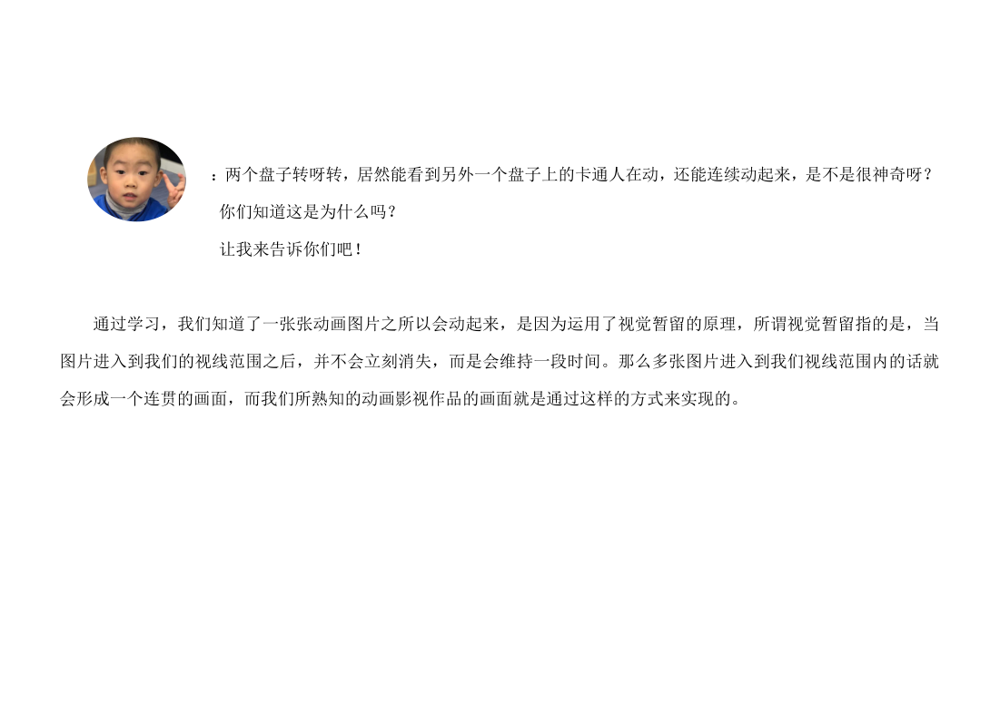 ：两个盘子转呀转，居然能看到另外一个盘子上的卡通人在动，还能连续动起来，是不是很神奇呀？
你们知道这是为什么吗？
让我来告诉你们吧！
通过学习，我们知道了一张张动画图片之所以会动起来，是因为运用了视觉暂留的原理，所谓视觉暂留指的是，当
图片进入到我们的视线范围之后，并不会立刻消失，而是会维持一段时间。那么多张图片进入到我们视线范围内的话就
会形成一个连贯的画面，而我们所熟知的动画影视作品的画面就是通过这样的方式来实现的。